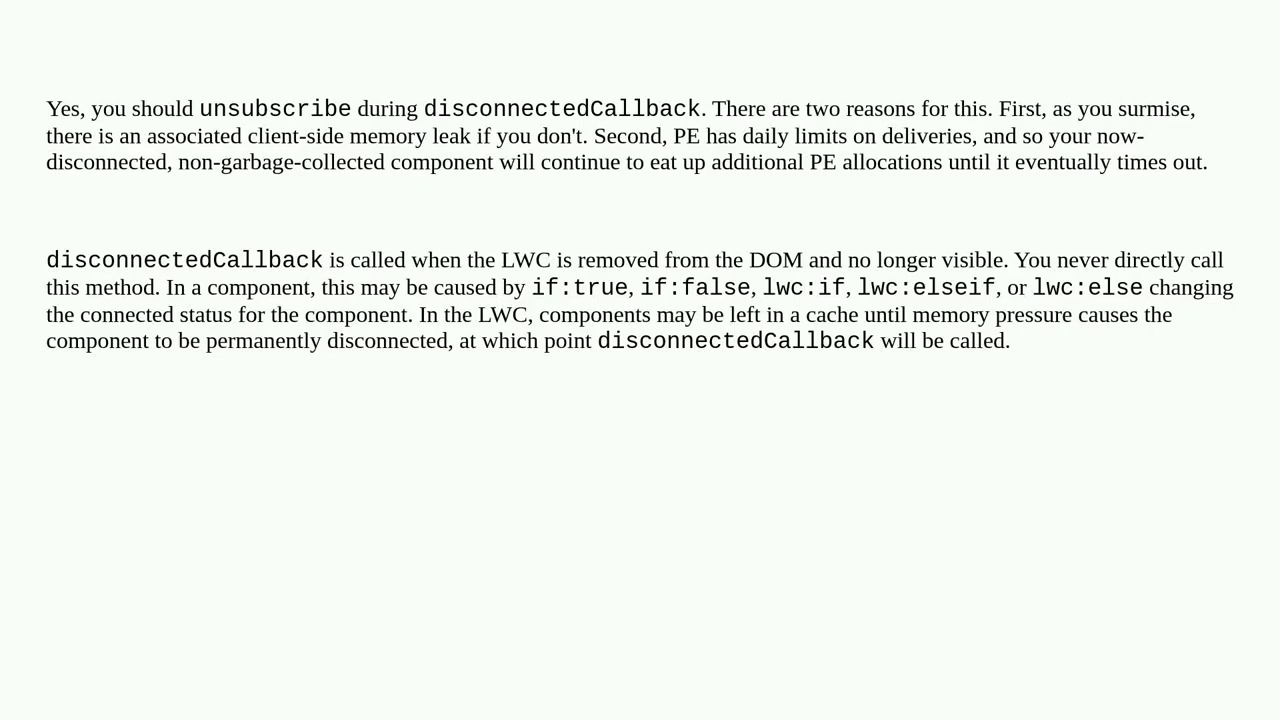 Yes, you should unsubscribe during disconnectedCallback. There are two reasons for this. First, as you surmise,
there is an associated client-side memory leak if you don't. Second, PE has daily limits on deliveries, and so your now-
disconnected, non-garbage-collected component will continue to eat up additional PE allocations until it eventually times out.
disconnectedCallback is called when the LWC is removed from the DOM and no longer visible. You never directly call
this method. In a component, this may be caused by if:true, if:false, lwc:if, lwc:elseif, or lwc:else changing
the connected status for the component. In the LWC, components may be left in a cache until memory pressure causes the
component to be permanently disconnected, at which point disconnectedCallback will be called.